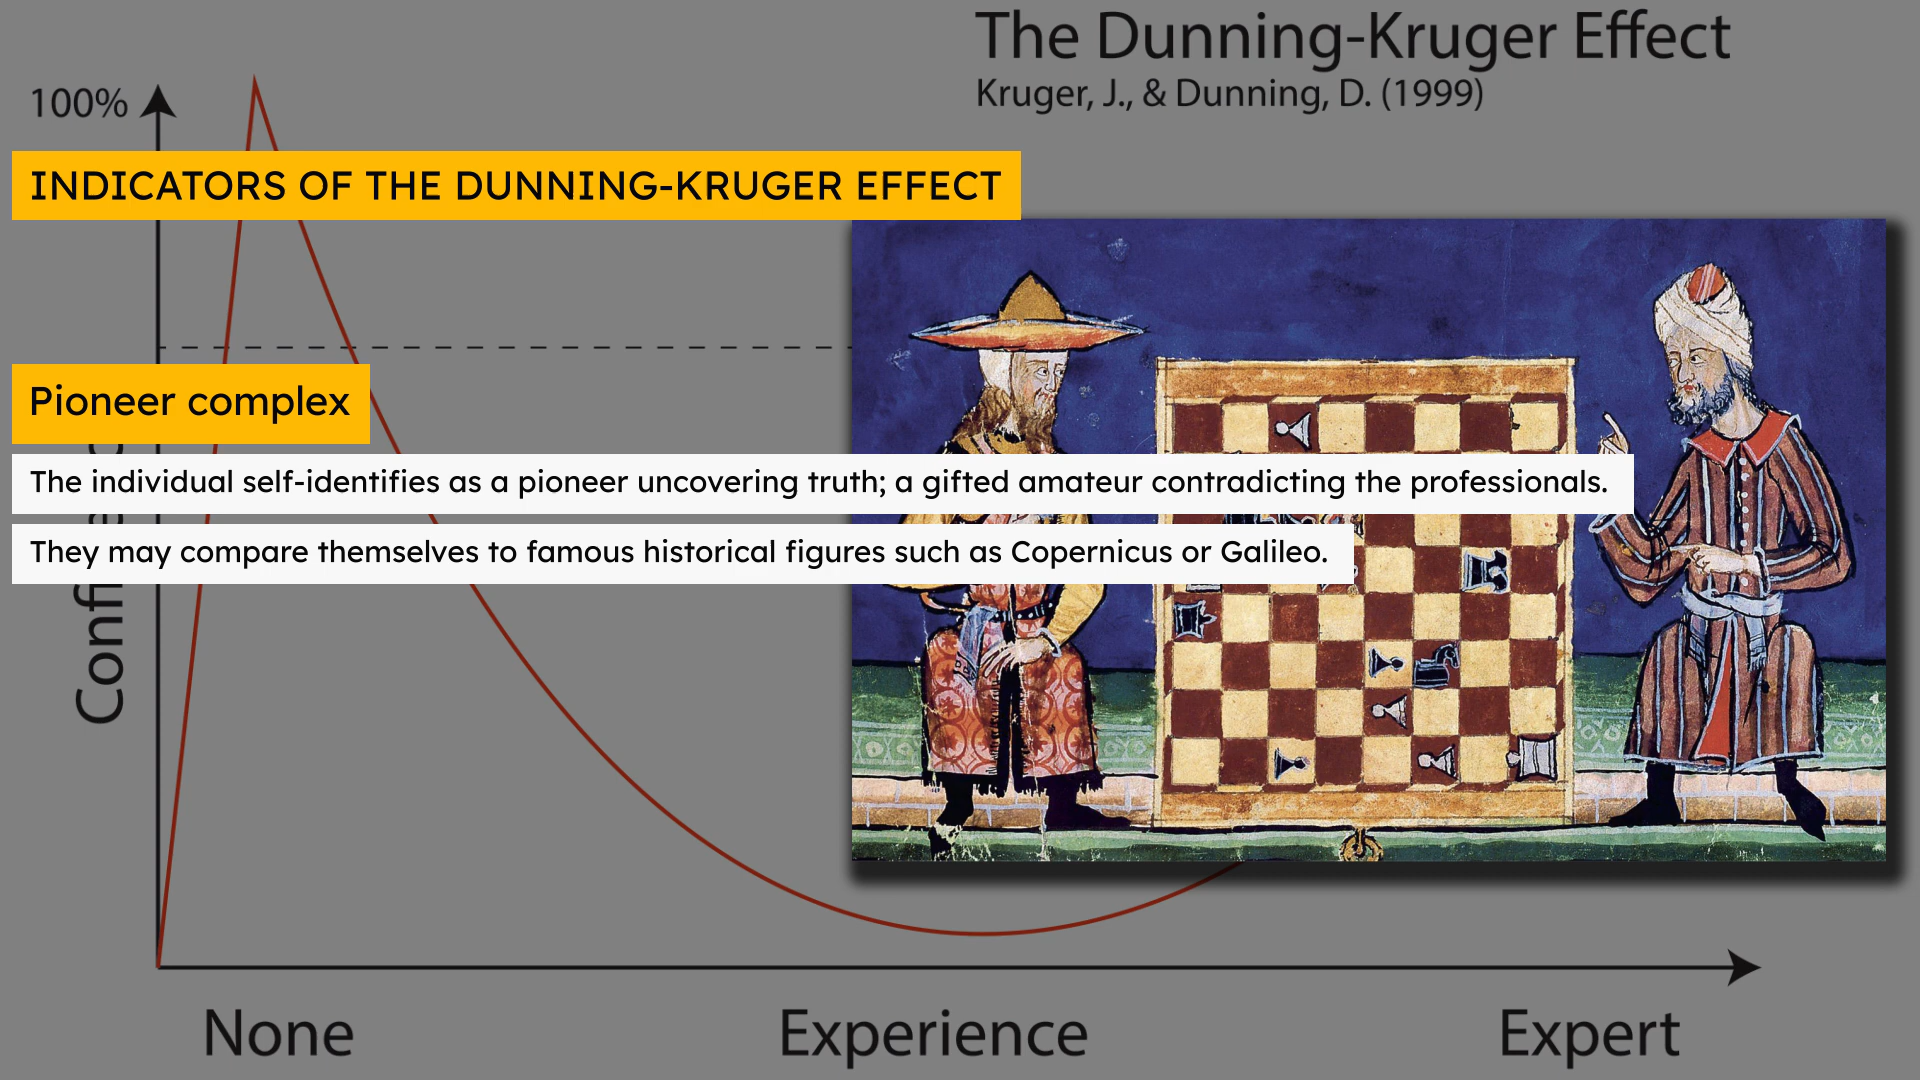 The Dunning-Kruger Effect
Kruger, J., & Dunning, D. (1999)
100%
INDICATORS OF THE DUNNING-KRUGER EFFECT
Pioneer complex
The individual self-identifies as a pioneer uncovering truth; a gifted amateur contradicting the professionals.
They may compare themselves to famous historical figures such as Copernicus or Galileo.
None
Experience
Expert